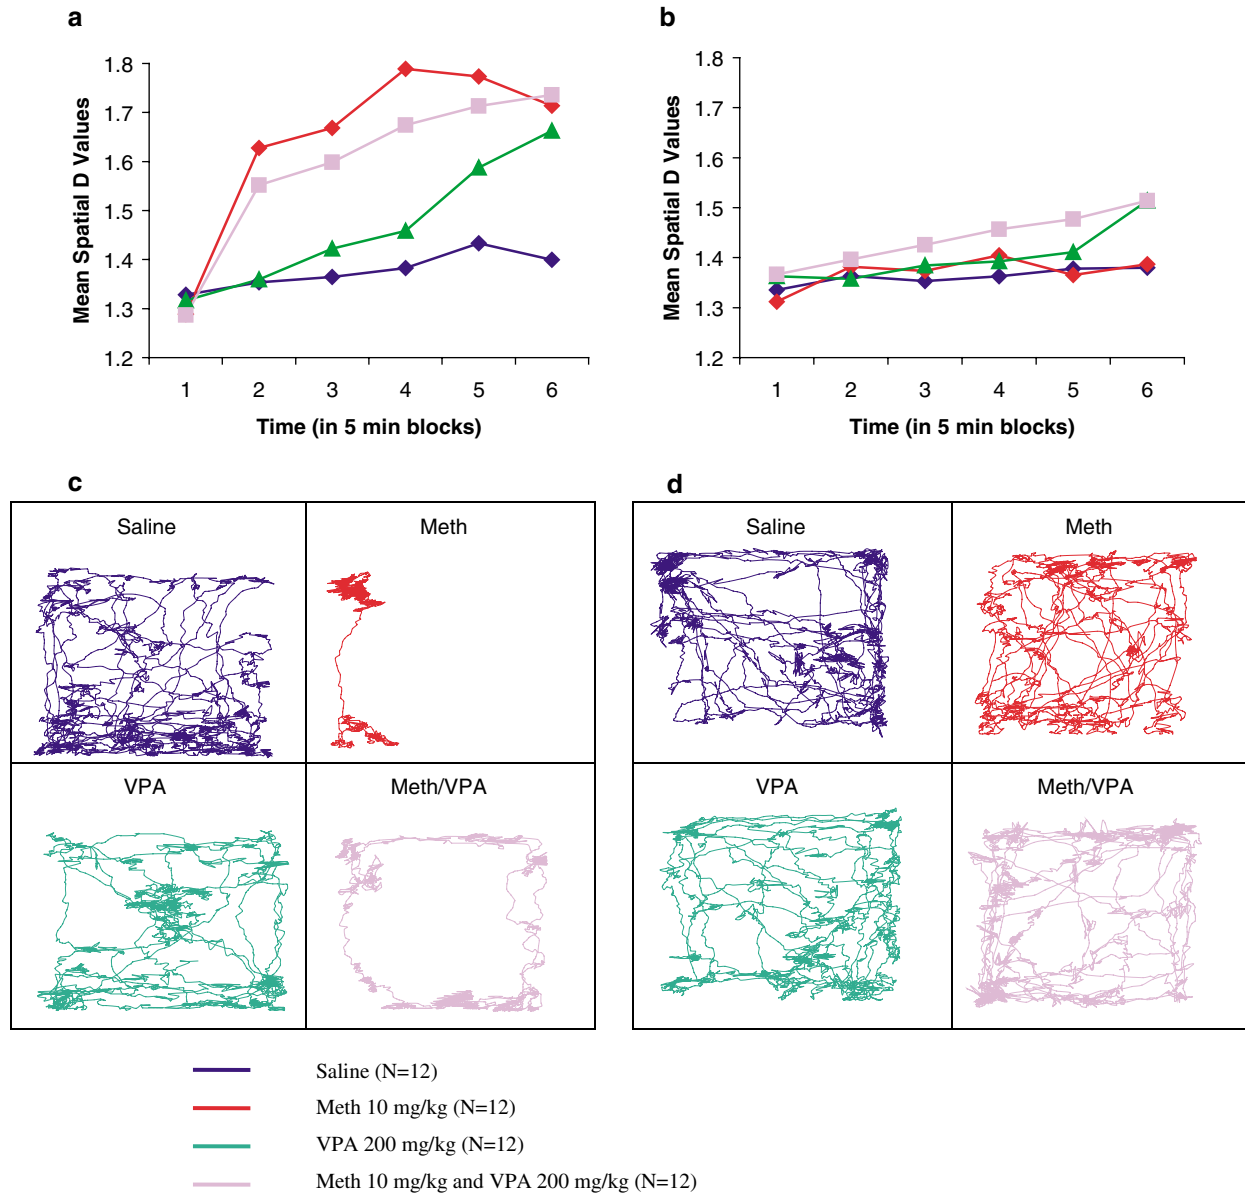 a
b
Mean Spatial D Values
1.8
1.7
1.6
1.5
1.4
1.3
1.2
1 2 3 4 5 6
Time (in 5 min blocks)
Mean Spatial D Values
1.8
1.7
1.6
1.5
1.4
1.3
1.2
1 2 3 4 5 6
Time (in 5 min blocks)
c
Saline
Meth
VPA
Meth/VPA
d
Saline
Meth
VPA
Meth/VPA
Saline (N=12)
Meth 10 mg/kg (N=12)
VPA 200 mg/kg (N=12)
Meth 10 mg/kg and VPA 200 mg/kg (N=12)